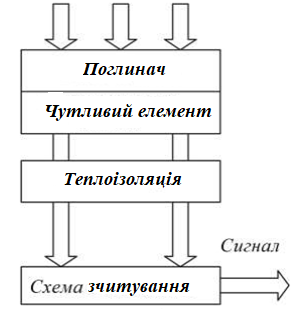 Поглинач
Чутливий елемент
Теплоізоляція
Сигнал
Схема зчитування